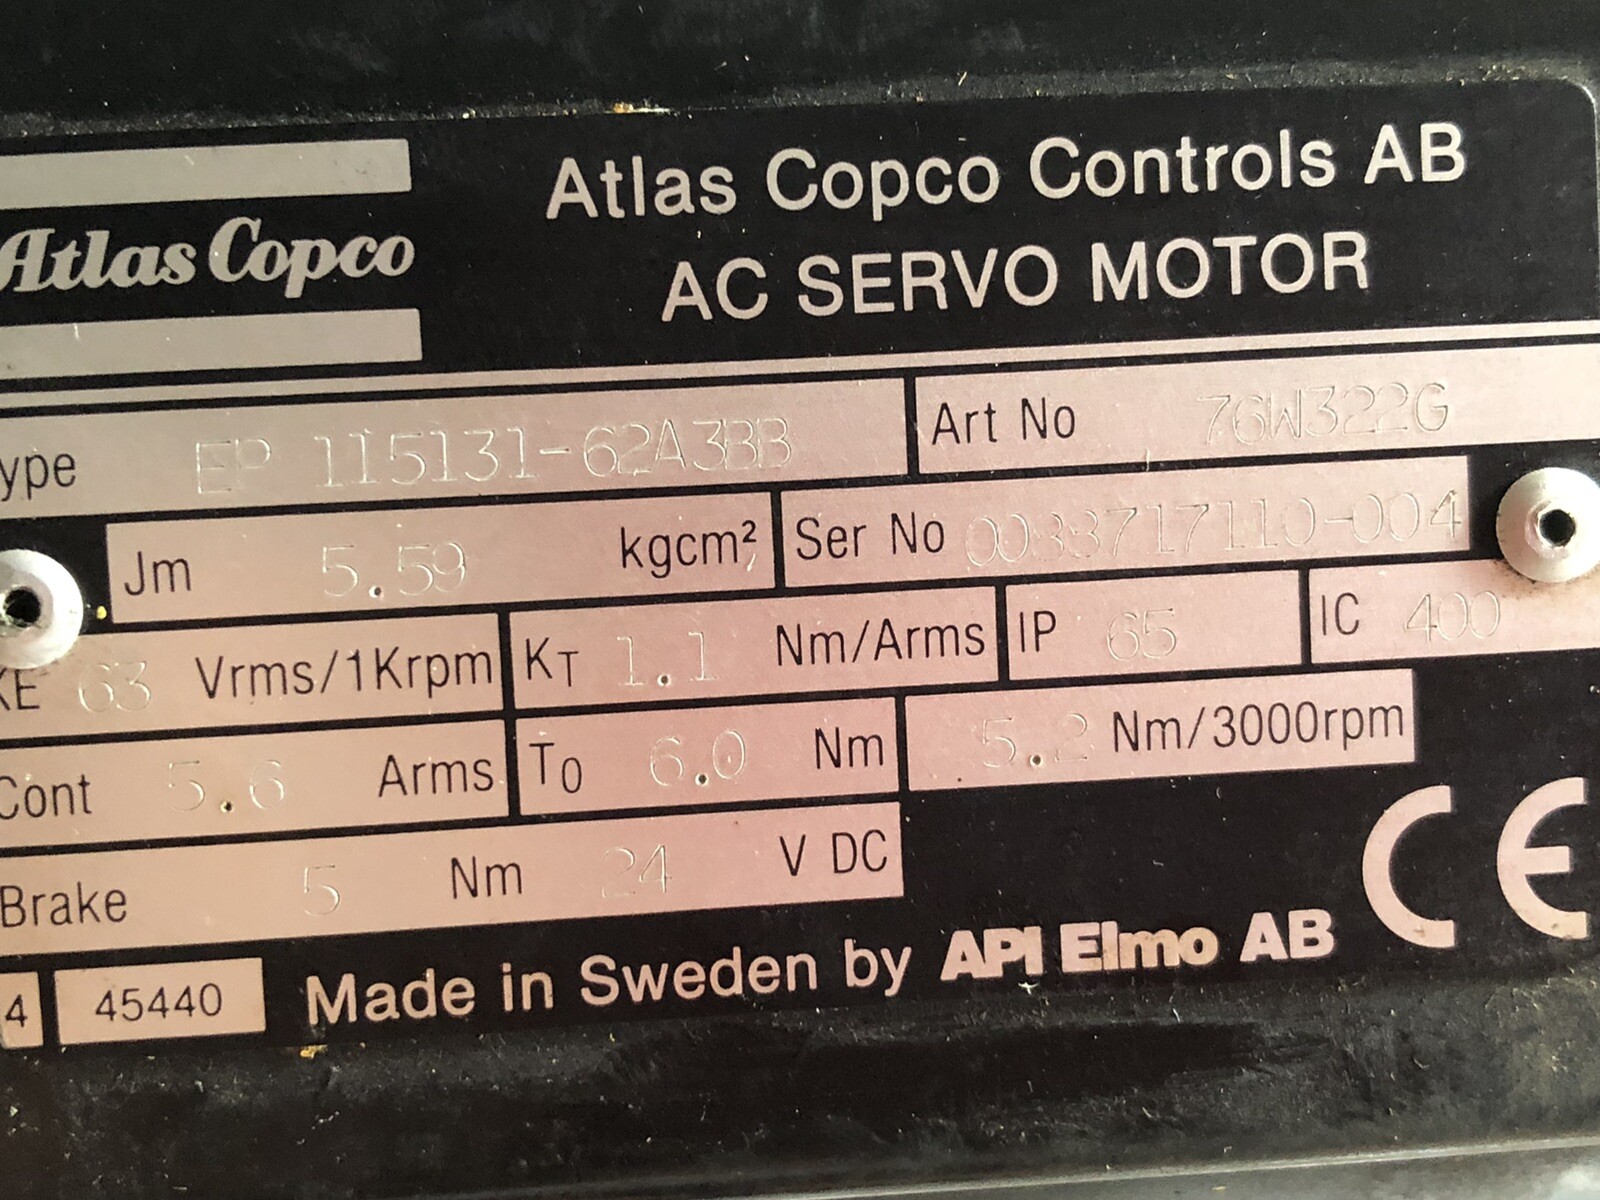 Atlas Copco Controls AB
Atlas Copco
AC SERVO MOTOR
ype EP 115131-62A3BB Art No 76W322G
Jm 5.59 kgcm² Ser No 0033717110-004
KE 63 Vrms/1Krpm KT 1.1 Nm/Arms IP 65 IC 400
Cont 5.6 Arms T0 6.0 Nm 5.2 Nm/3000rpm
Brake 5 Nm 24 V DC
CE
4 45440 Made in Sweden by API Elmo AB